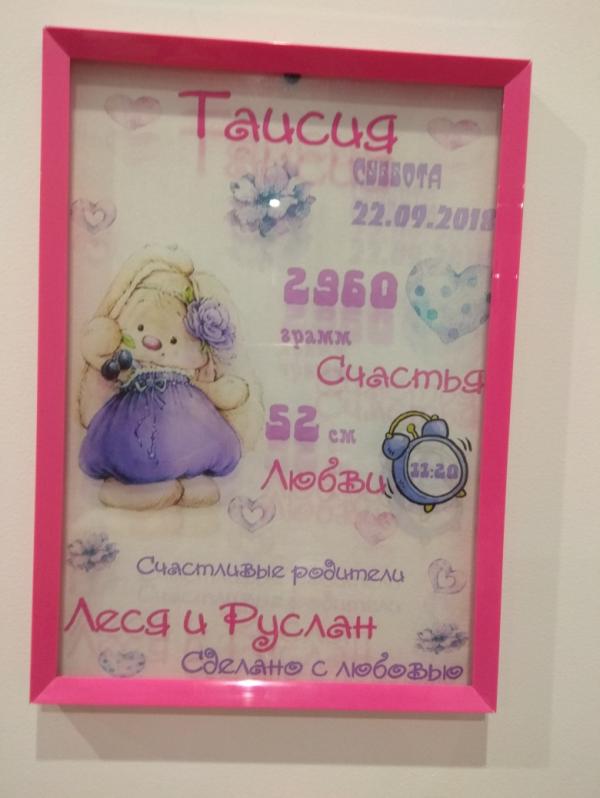 Таисия
СУББОТА
22.09.2018
2960
грамм
Счастья
52 см
Любви
11:20
Счастливые родители
Леся и Руслан
Сделано с любовью